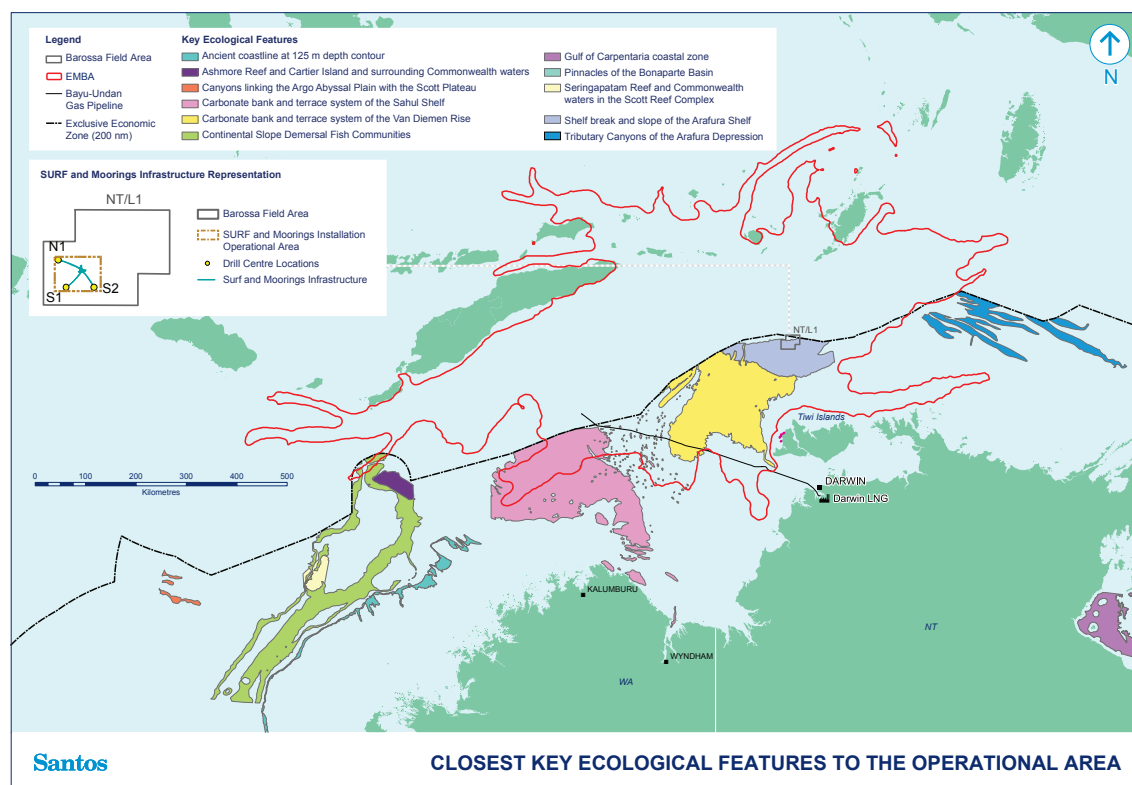 Legend
Barossa Field Area
EMBA
Bayu-Undan
Gas Pipeline
Exclusive Economic
Zone (200 nm)
Key Ecological Features
Ancient coastline at 125 m depth contour
Ashmore Reef and Cartier Island and surrounding Commonwealth waters
Canyons linking the Argo Abyssal Plain with the Scott Plateau
Carbonate bank and terrace system of the Sahul Shelf
Carbonate bank and terrace system of the Van Diemen Rise
Continental Slope Demersal Fish Communities
Gulf of Carpentaria coastal zone
Pinnacles of the Bonaparte Basin
Seringapatam Reef and Commonwealth
waters in the Scott Reef Complex
Shelf break and slope of the Arafura Shelf
Tributary Canyons of the Arafura Depression
N
SURF and Moorings Infrastructure Representation
NT/L1
N1
S1
S2
Barossa Field Area
SURF and Moorings Installation
Operational Area
Drill Centre Locations
Surf and Moorings Infrastructure
NT/L1
Tiwi Islands
DARWIN
Darwin LNG
0 100 200 300 400 500
Kilometres
KALUMBURU
WYNDHAM
WA
NT
Santos
CLOSEST KEY ECOLOGICAL FEATURES TO THE OPERATIONAL AREA